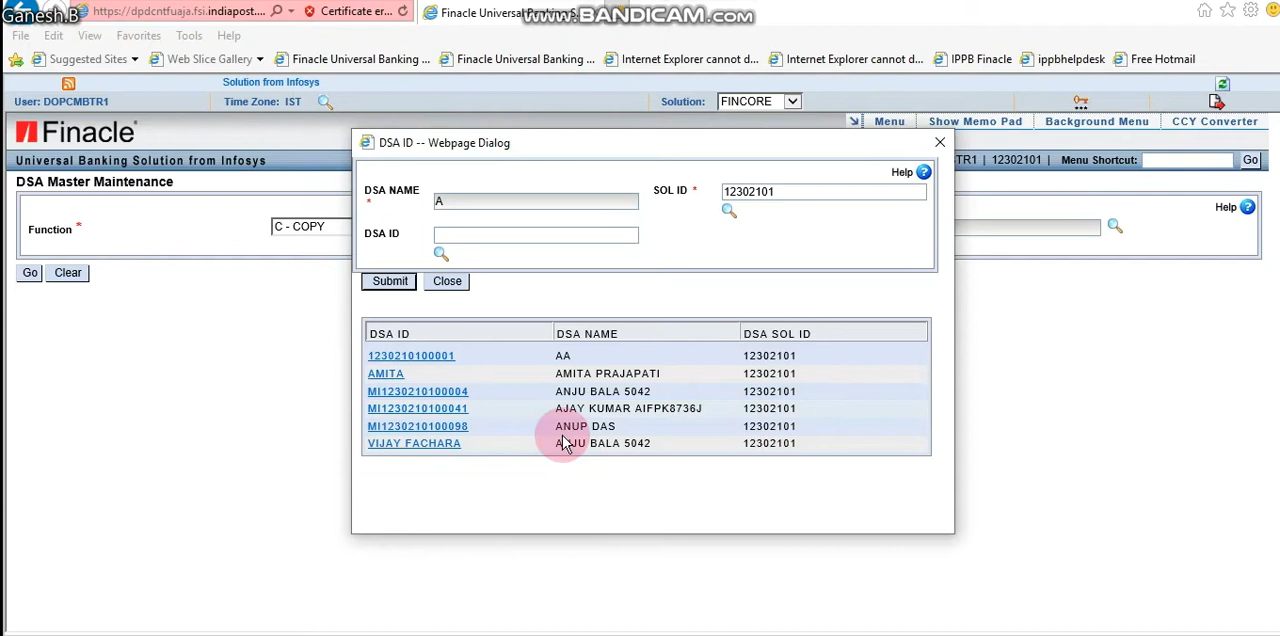 Ganesh.B
https://dpdcntfuaja.fsi.indiapost.... Certificate er... Finacle Universal Banking S...
www.BANDICAM.com
File Edit View Favorites Tools Help
Suggested Sites Web Slice Gallery Finacle Universal Banking ... Finacle Universal Banking ... Internet Explorer cannot d... Internet Explorer cannot d... IPPB Finacle ippbhelpdesk Free Hotmail
Solution from Infosys
User: DOPCMBTR1 Time Zone: IST Solution: FINCORE
Finacle Menu Show Memo Pad Background Menu CCY Converter
Universal Banking Solution from Infosys TR1 | 12302101 | Menu Shortcut: Go
DSA Master Maintenance
Function * C - COPY Help ?
Go Clear
DSA ID -- Webpage Dialog
Help ?
DSA NAME * A SOL ID * 12302101
DSA ID
Submit Close
DSA ID DSA NAME DSA SOL ID
1230210100001 AA 12302101
AMITA AMITA PRAJAPATI 12302101
MI1230210100004 ANJU BALA 5042 12302101
MI1230210100041 AJAY KUMAR AIFPK8736J 12302101
MI1230210100098 ANUP DAS 12302101
VIJAY FACHARA ANJU BALA 5042 12302101